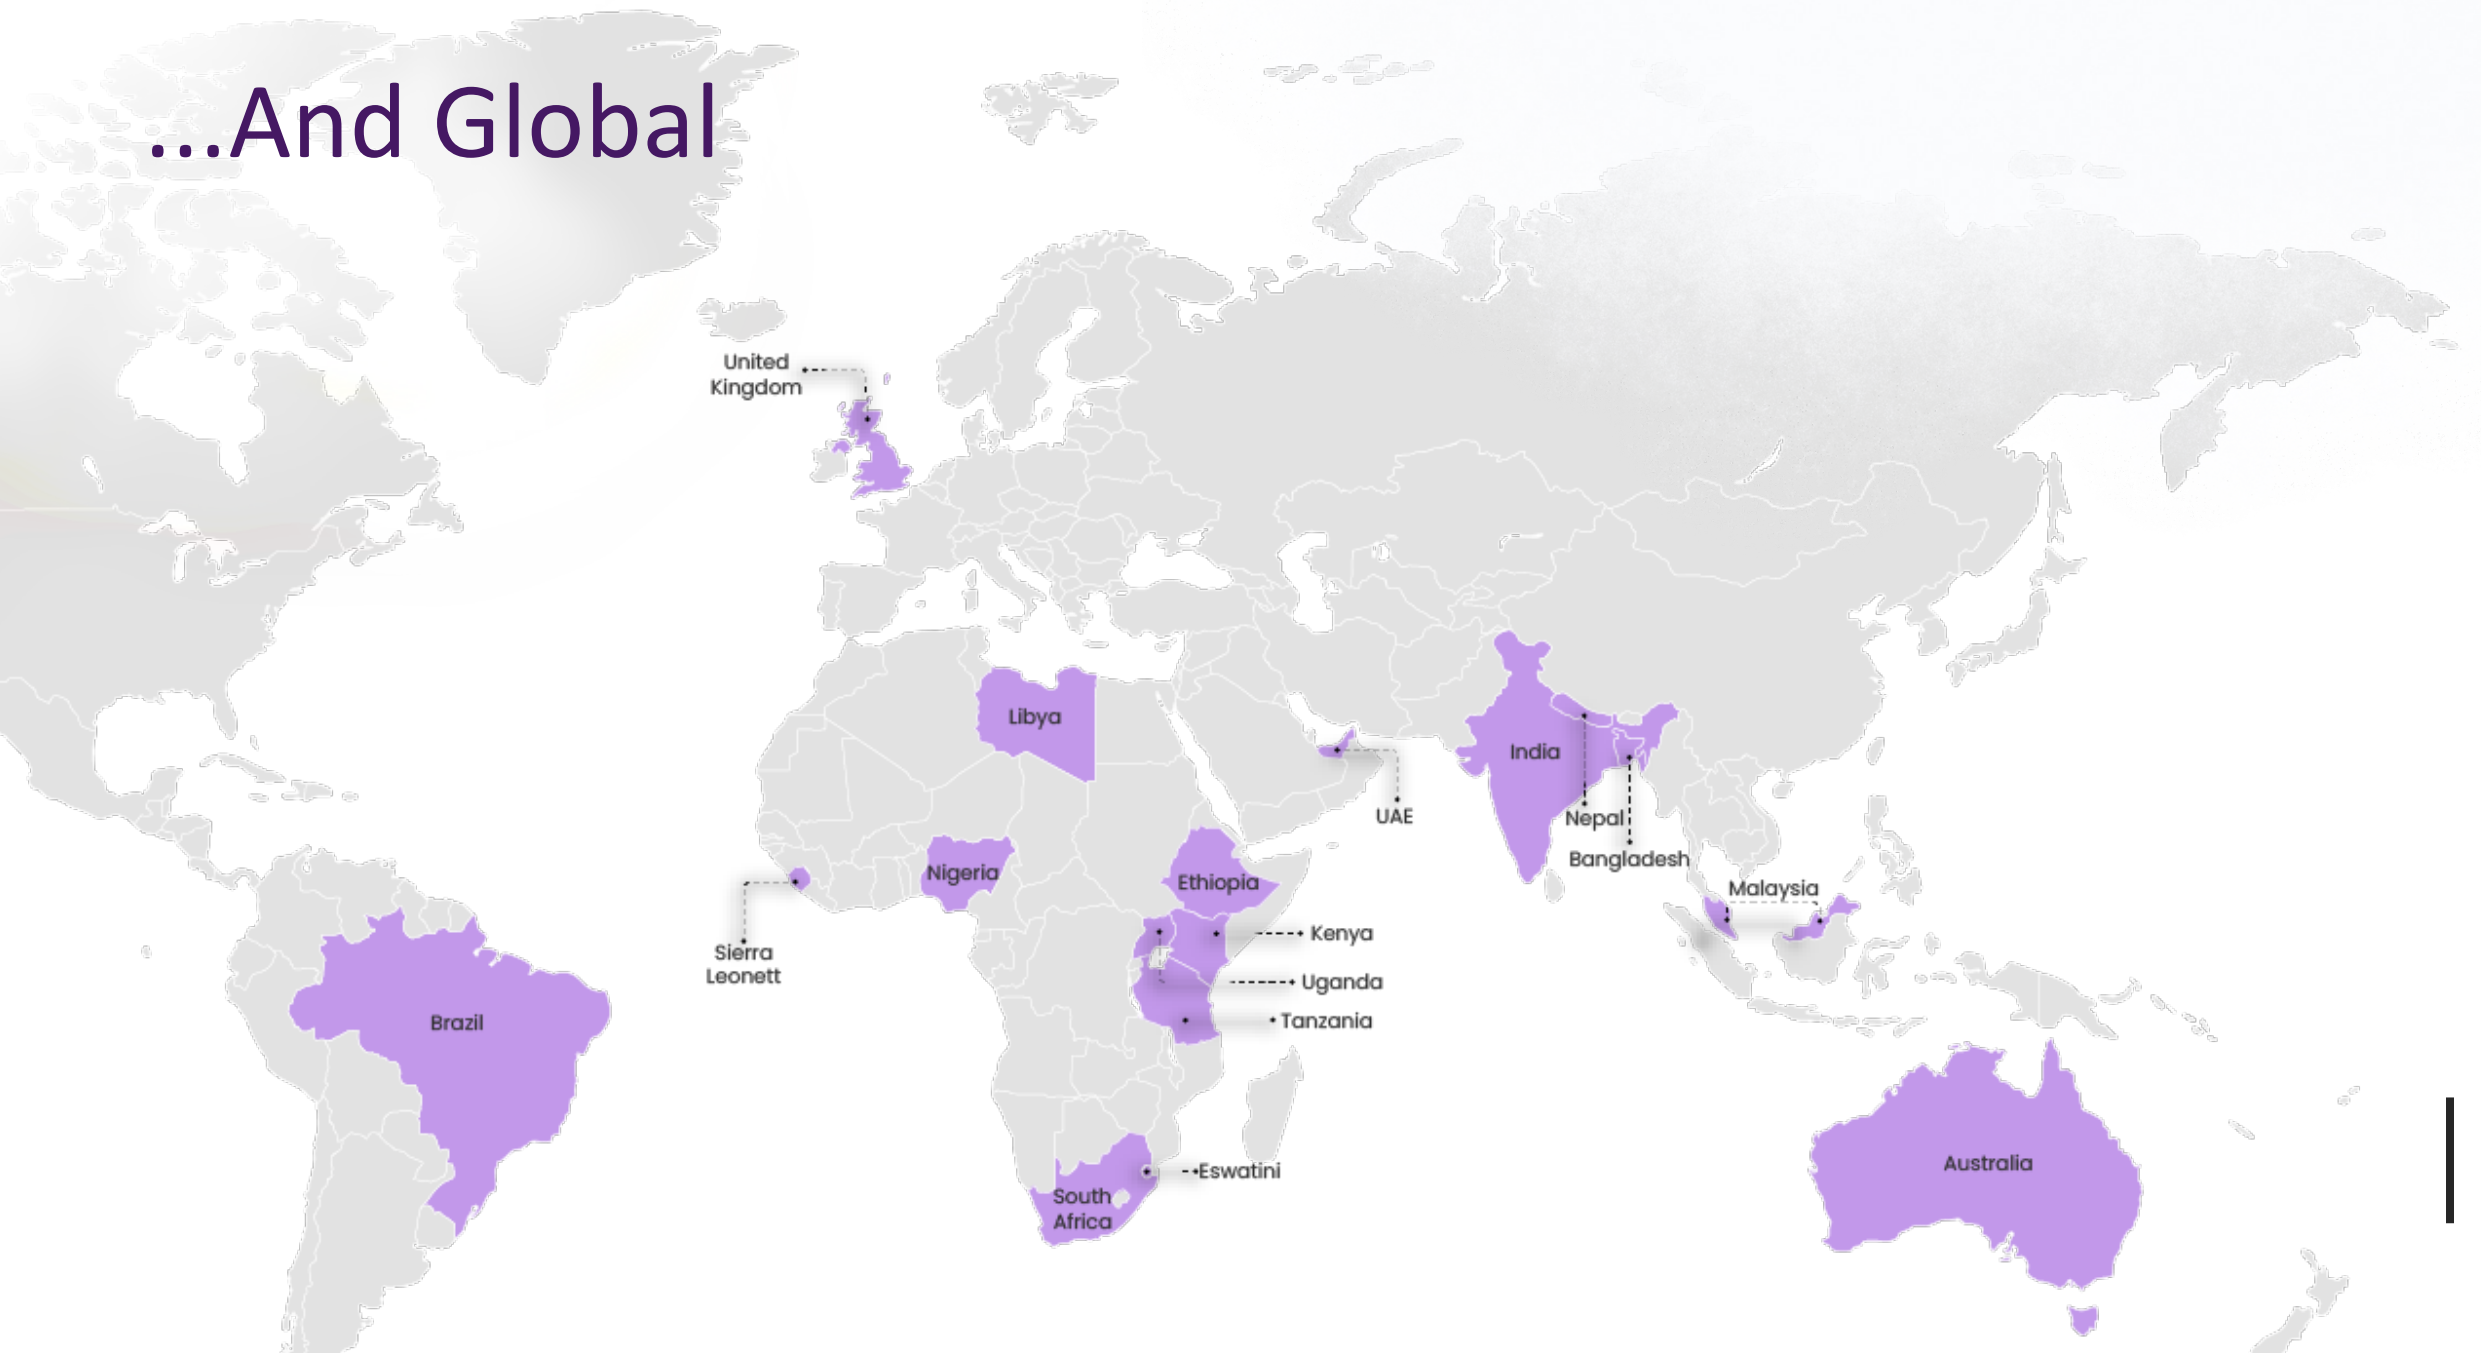 ...And Global
United
Kingdom
Libya
India
UAE
Nepal
Bangladesh
Nigeria
Ethiopia
Malaysia
Kenya
Sierra
Leonett
Uganda
Brazil
Tanzania
Australia
Eswatini
South
Africa